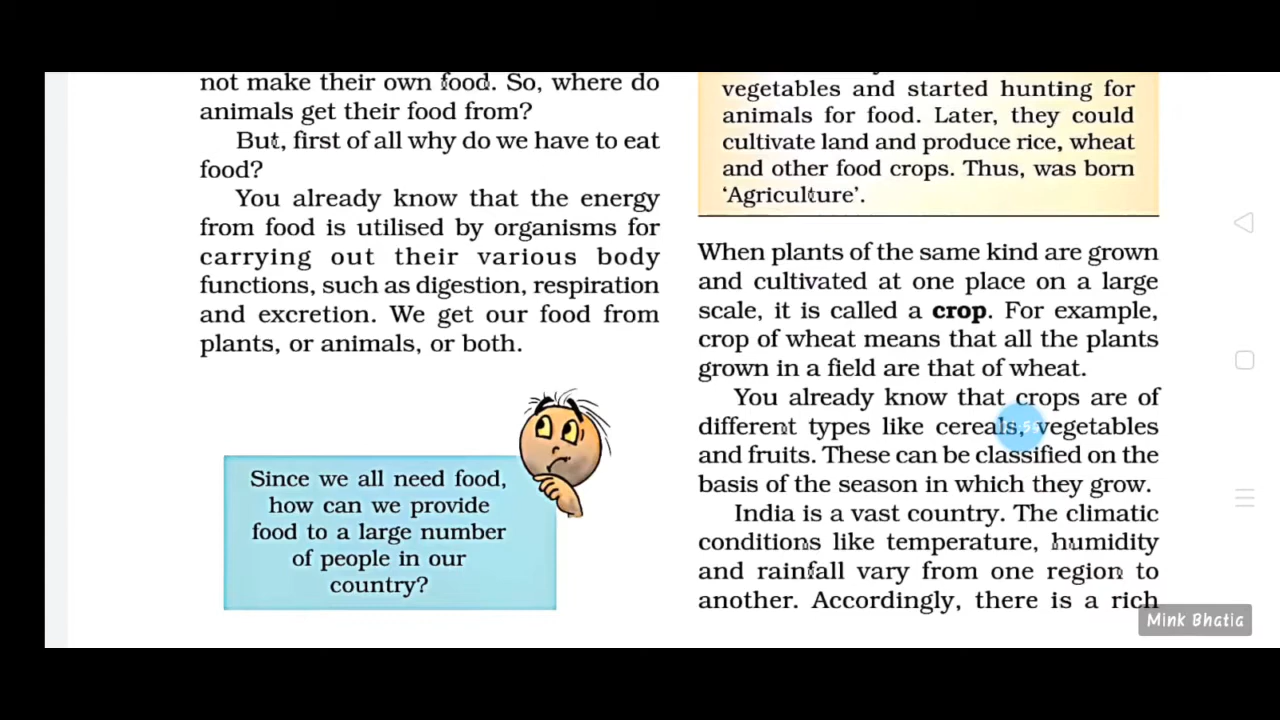 not make their own food. So, where do
animals get their food from?
But, first of all why do we have to eat
food?
You already know that the energy
from food is utilised by organisms for
carrying out their various body
functions, such as digestion, respiration
and excretion. We get our food from
plants, or animals, or both.
Since we all need food,
how can we provide
food to a large number
of people in our
country?
vegetables and started hunting for
animals for food. Later, they could
cultivate land and produce rice, wheat
and other food crops. Thus, was born
‘Agriculture’.
When plants of the same kind are grown
and cultivated at one place on a large
scale, it is called a crop. For example,
crop of wheat means that all the plants
grown in a field are that of wheat.
You already know that crops are of
different types like cereals, vegetables
and fruits. These can be classified on the
basis of the season in which they grow.
India is a vast country. The climatic
conditions like temperature, humidity
and rainfall vary from one region to
another. Accordingly, there is a rich
Mink Bhatia